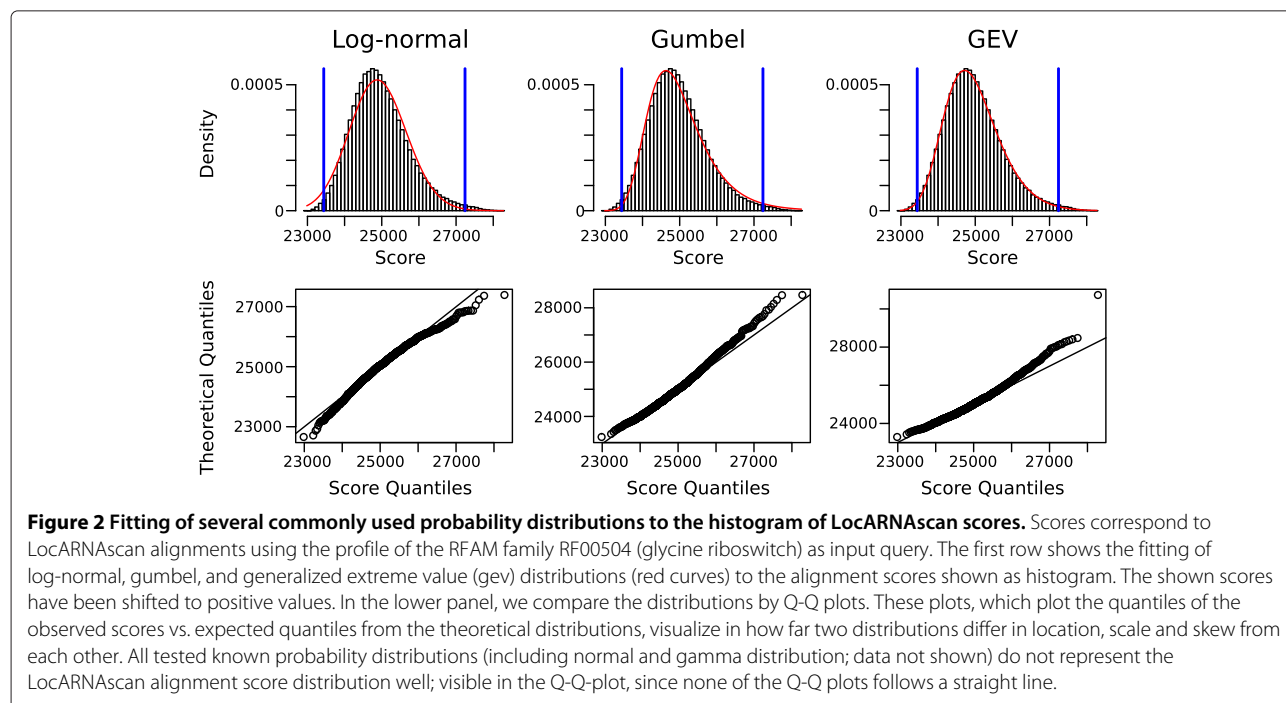 Log-normal
Gumbel
GEV
Density
0.0005
0
23000 25000 27000
Score
0.0005
0
23000 25000 27000
Score
0.0005
0
23000 25000 27000
Score
Theoretical Quantiles
27000
25000
23000
23000 25000 27000
Score Quantiles
28000
26000
24000
23000 25000 27000
Score Quantiles
28000
24000
23000 25000 27000
Score Quantiles
Figure 2 Fitting of several commonly used probability distributions to the histogram of LocARNAscan scores. Scores correspond to
LocARNAscan alignments using the profile of the RFAM family RF00504 (glycine riboswitch) as input query. The first row shows the fitting of
log-normal, gumbel, and generalized extreme value (gev) distributions (red curves) to the alignment scores shown as histogram. The shown scores
have been shifted to positive values. In the lower panel, we compare the distributions by Q-Q plots. These plots, which plot the quantiles of the
observed scores vs. expected quantiles from the theoretical distributions, visualize in how far two distributions differ in location, scale and skew from
each other. All tested known probability distributions (including normal and gamma distribution; data not shown) do not represent the
LocARNAscan alignment score distribution well; visible in the Q-Q-plot, since none of the Q-Q plots follows a straight line.